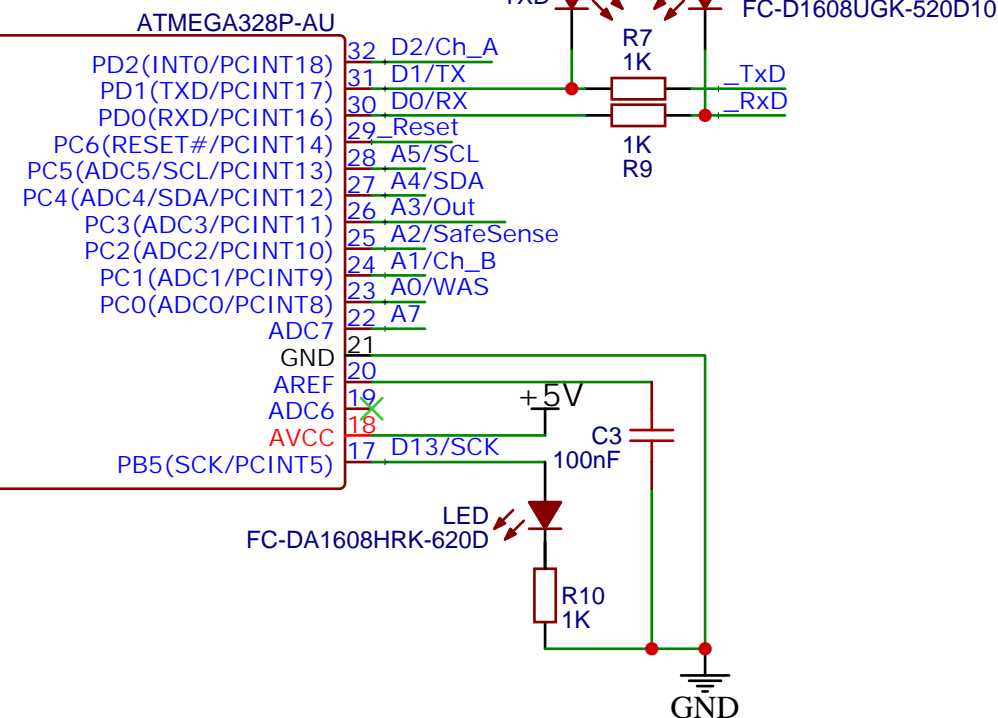 TXD
FC-D1608UGK-520D10
ATMEGA328P-AU
R7
1K
PD2(INT0/PCINT18) 32 D2/Ch_A
PD1(TXD/PCINT17) 31 D1/TX _TxD
PD0(RXD/PCINT16) 30 D0/RX _RxD
PC6(RESET#/PCINT14) 29 _Reset
1K
R9
PC5(ADC5/SCL/PCINT13) 28 A5/SCL
PC4(ADC4/SDA/PCINT12) 27 A4/SDA
PC3(ADC3/PCINT11) 26 A3/Out
PC2(ADC2/PCINT10) 25 A2/SafeSense
PC1(ADC1/PCINT9) 24 A1/Ch_B
PC0(ADC0/PCINT8) 23 A0/WAS
ADC7 22 A7
GND 21
AREF 20
ADC6 19
+5V
AVCC 18
C3
100nF
PB5(SCK/PCINT5) 17 D13/SCK
LED
FC-DA1608HRK-620D
R10
1K
GND